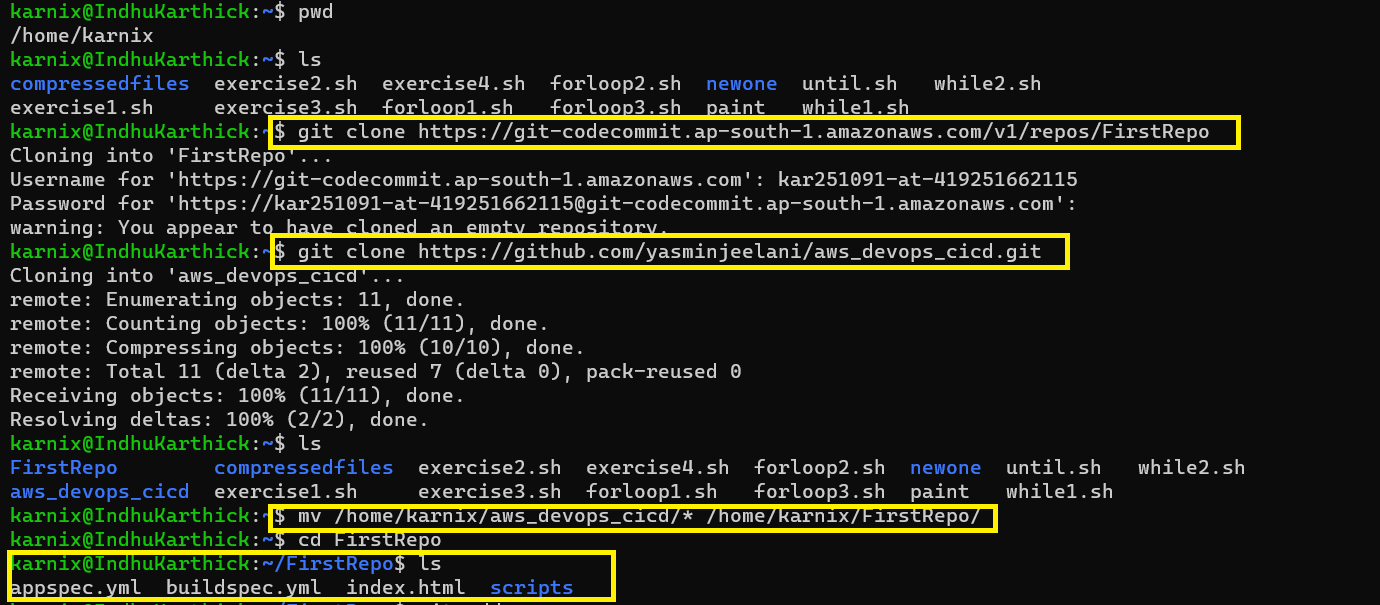 karnix@IndhuKarthick:~$ pwd
/home/karnix
karnix@IndhuKarthick:~$ ls
compressedfiles  exercise2.sh  exercise4.sh  forloop2.sh  newone  until.sh   while2.sh
exercise1.sh     exercise3.sh  forloop1.sh   forloop3.sh  paint   while1.sh
karnix@IndhuKarthick:~$ git clone https://git-codecommit.ap-south-1.amazonaws.com/v1/repos/FirstRepo
Cloning into 'FirstRepo'...
Username for 'https://git-codecommit.ap-south-1.amazonaws.com': kar251091-at-419251662115
Password for 'https://kar251091-at-419251662115@git-codecommit.ap-south-1.amazonaws.com':
warning: You appear to have cloned an empty repository.
karnix@IndhuKarthick:~$ git clone https://github.com/yasminjeelani/aws_devops_cicd.git
Cloning into 'aws_devops_cicd'...
remote: Enumerating objects: 11, done.
remote: Counting objects: 100% (11/11), done.
remote: Compressing objects: 100% (10/10), done.
remote: Total 11 (delta 2), reused 7 (delta 0), pack-reused 0
Receiving objects: 100% (11/11), done.
Resolving deltas: 100% (2/2), done.
karnix@IndhuKarthick:~$ ls
FirstRepo        compressedfiles  exercise2.sh  exercise4.sh  forloop2.sh  newone  until.sh   while2.sh
aws_devops_cicd  exercise1.sh     exercise3.sh  forloop1.sh   forloop3.sh  paint   while1.sh
karnix@IndhuKarthick:~$ mv /home/karnix/aws_devops_cicd/* /home/karnix/FirstRepo/
karnix@IndhuKarthick:~$ cd FirstRepo
karnix@IndhuKarthick:~/FirstRepo$ ls
appspec.yml  buildspec.yml  index.html  scripts